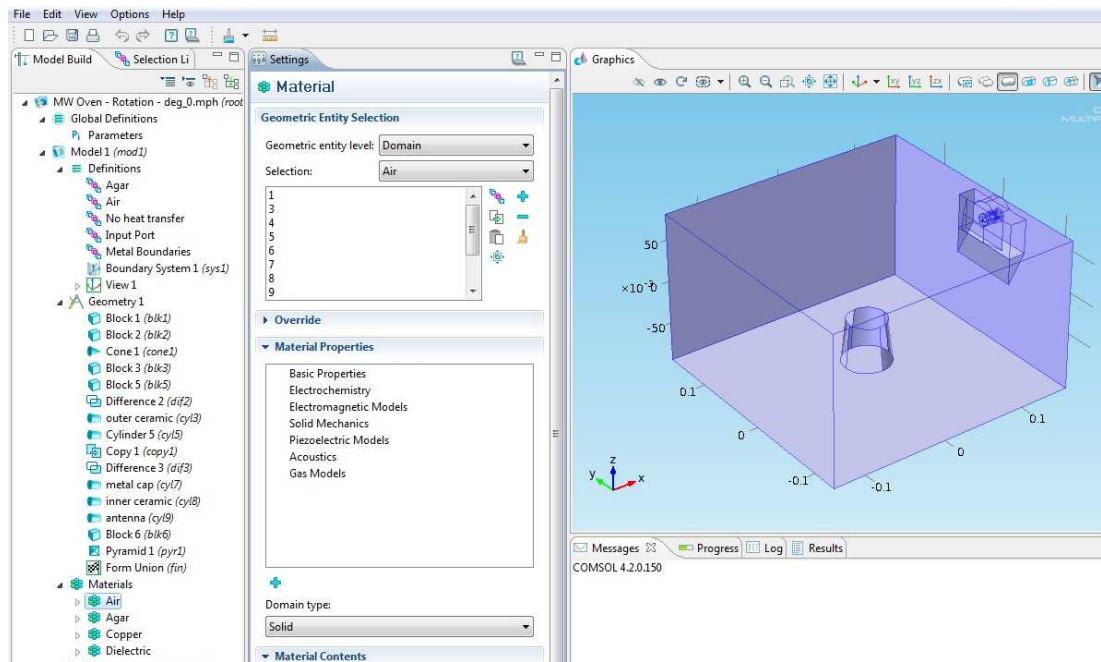 File Edit View Options Help
Model Build
Selection Li
MW Oven - Rotation - deg_0.mph (root
Global Definitions
Pi Parameters
Model 1 (mod1)
Definitions
Agar
Air
No heat transfer
Input Port
Metal Boundaries
Boundary System 1 (sys1)
View 1
Geometry 1
Block 1 (blk1)
Block 2 (blk2)
Cone 1 (cone1)
Block 3 (blk3)
Block 5 (blk5)
Difference 2 (dif2)
outer ceramic (cyl3)
Cylinder 5 (cyl5)
Copy 1 (copy1)
Difference 3 (dif3)
metal cap (cyl7)
inner ceramic (cyl8)
antenna (cyl9)
Block 6 (blk6)
Pyramid 1 (pyr1)
Form Union (fin)
Materials
Air
Agar
Copper
Dielectric
Settings
Material
Geometric Entity Selection
Geometric entity level: Domain
Selection: Air
1
3
4
5
6
7
8
9
Override
Material Properties
Basic Properties
Electrochemistry
Electromagnetic Models
Solid Mechanics
Piezoelectric Models
Acoustics
Gas Models
Domain type:
Solid
Material Contents
Graphics
xy yz zx
C
MULTIP
50
-50
0.1
0
-0.1
-0.1
0
0.1
z
y x
Messages Progress Log Results
COMSOL 4.2.0.150